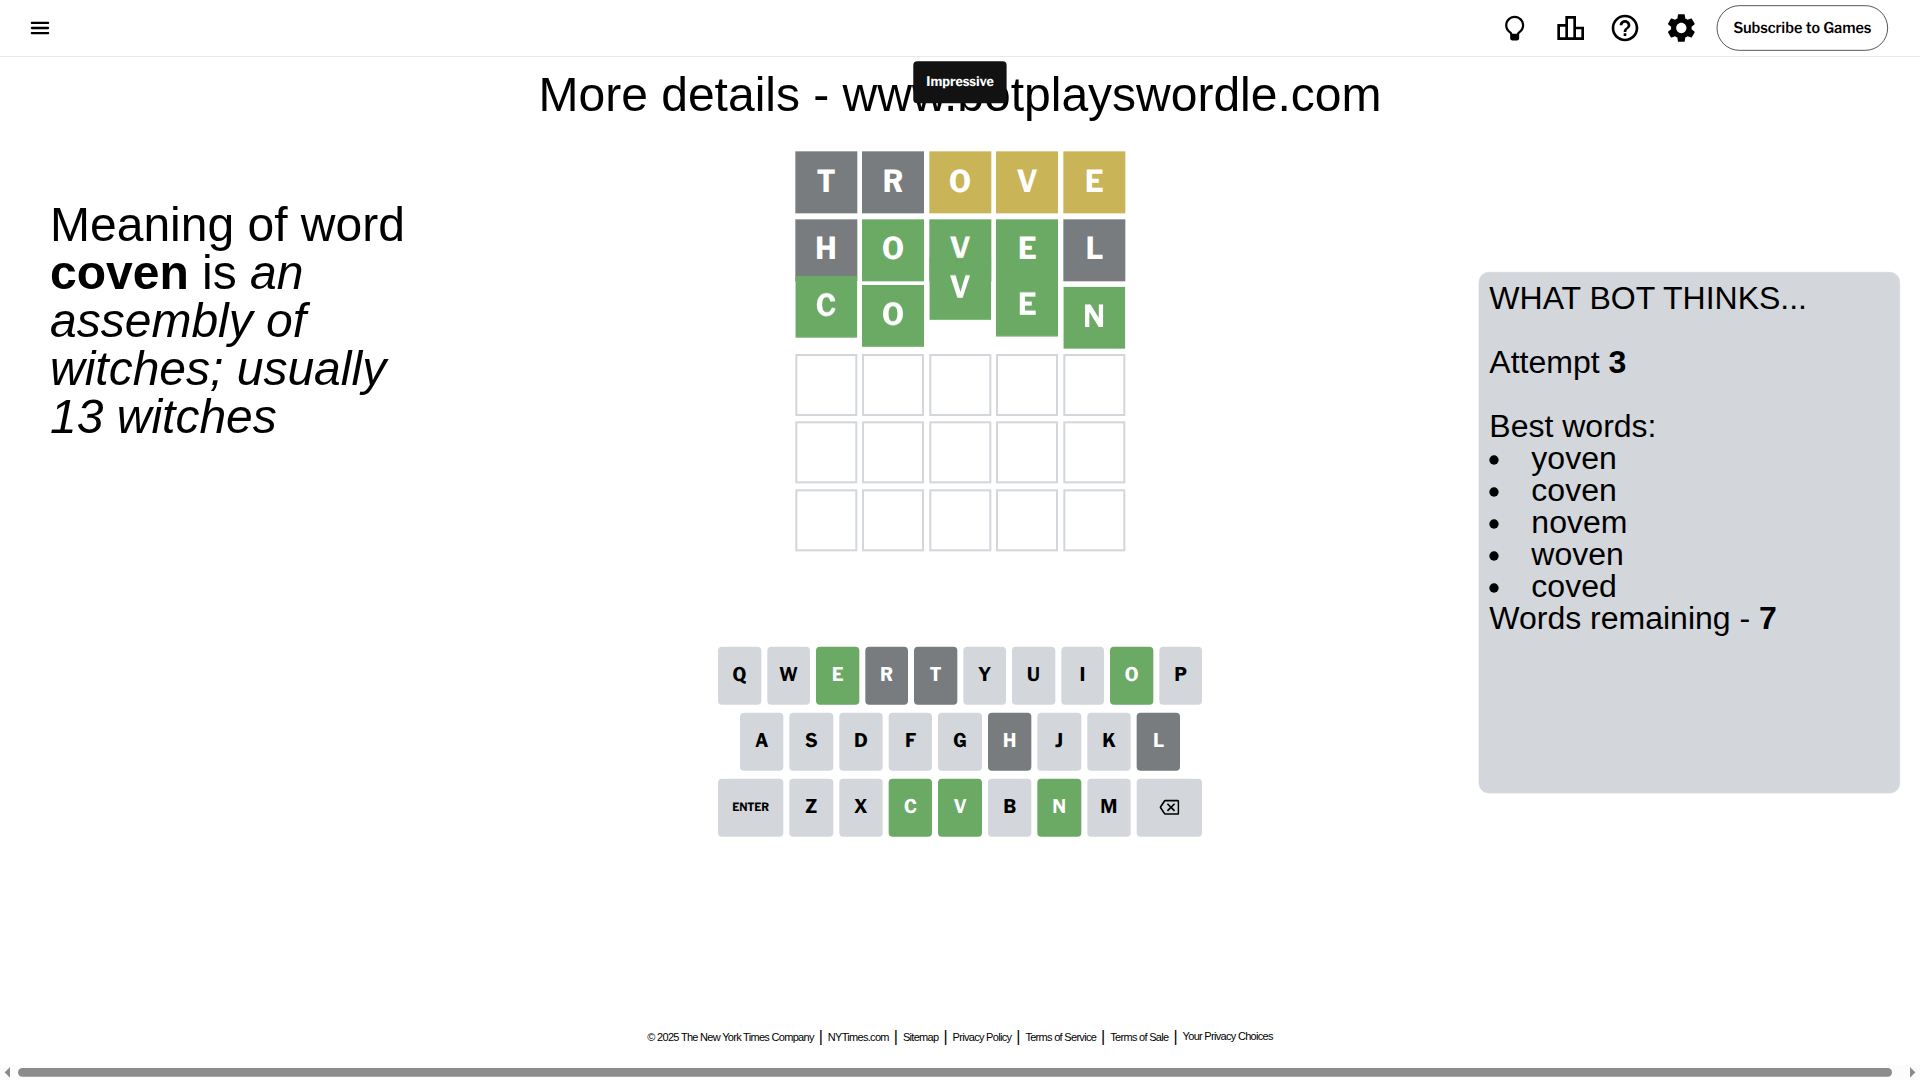 Subscribe to Games
Impressive
More details - www.botplayswordle.com
Meaning of word
coven is an
assembly of
witches; usually
13 witches
T R O V E
H O V E L
C O V E N
WHAT BOT THINKS...
Attempt 3
Best words:
• yoven
• coven
• novem
• woven
• coved
Words remaining - 7
Q W E R T Y U I O P
A S D F G H J K L
ENTER Z X C V B N M
© 2025 The New York Times Company | NYTimes.com | Sitemap | Privacy Policy | Terms of Service | Terms of Sale | Your Privacy Choices